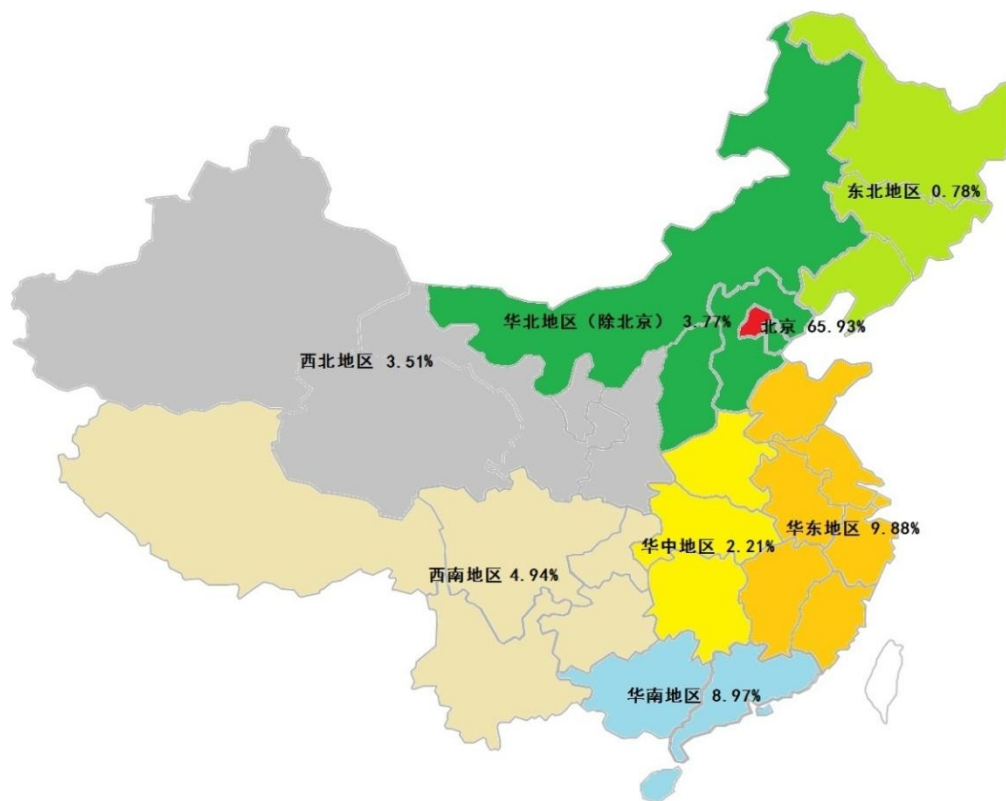 东北地区 0.78%
华北地区（除北京） 3.77%
北京 65.93%
西北地区 3.51%
华东地区 9.88%
华中地区 2.21%
西南地区 4.94%
华南地区 8.97%